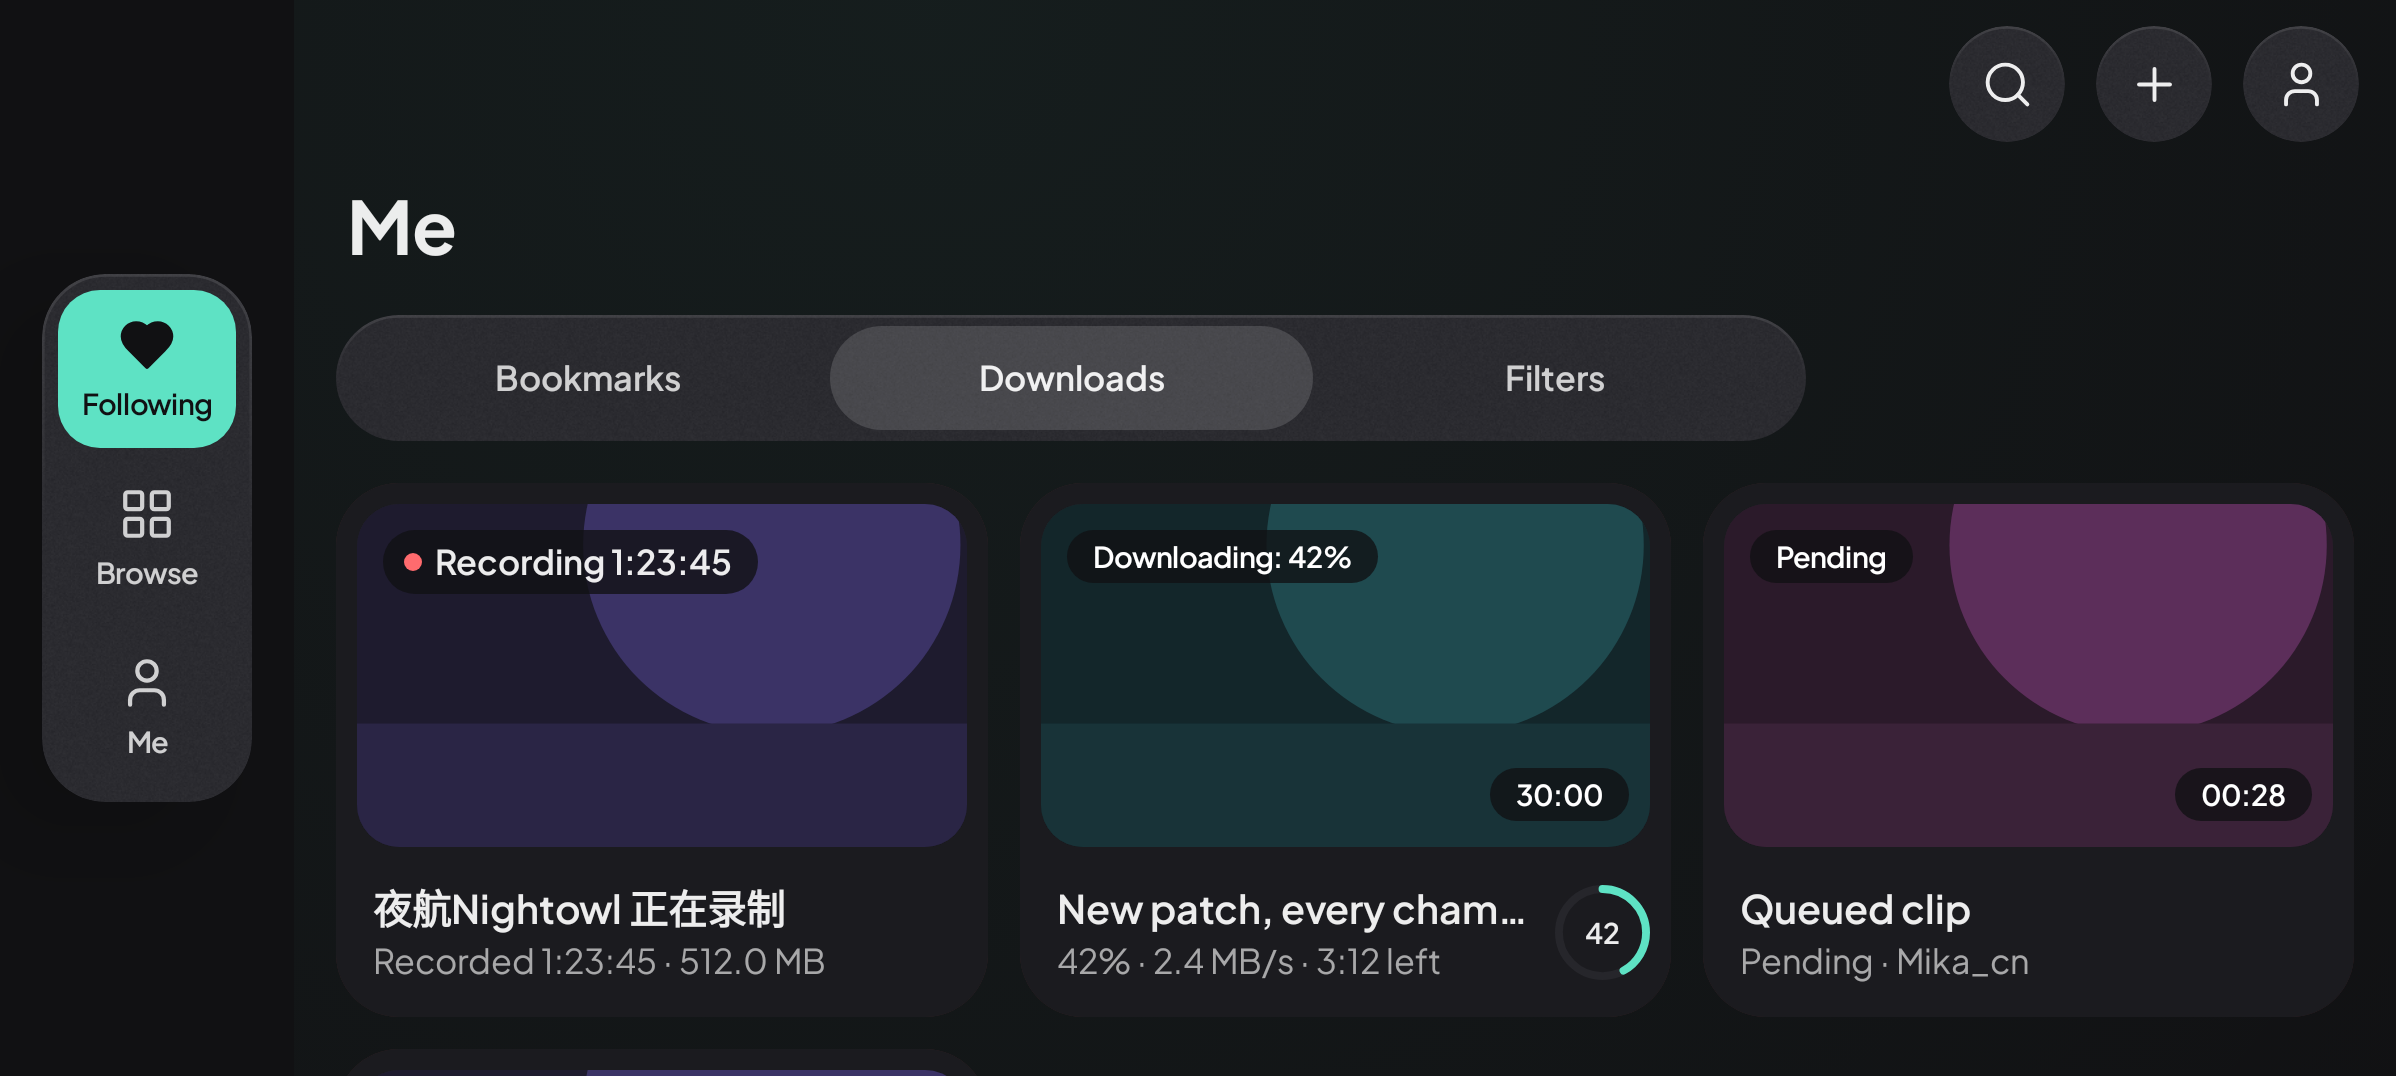 Me
Following
Browse
Me
Bookmarks
Downloads
Filters
Recording 1:23:45
夜航Nightowl 正在录制
Recorded 1:23:45 · 512.0 MB
Downloading: 42%
30:00
New patch, every cham...
42% · 2.4 MB/s · 3:12 left
42
Pending
00:28
Queued clip
Pending · Mika_cn